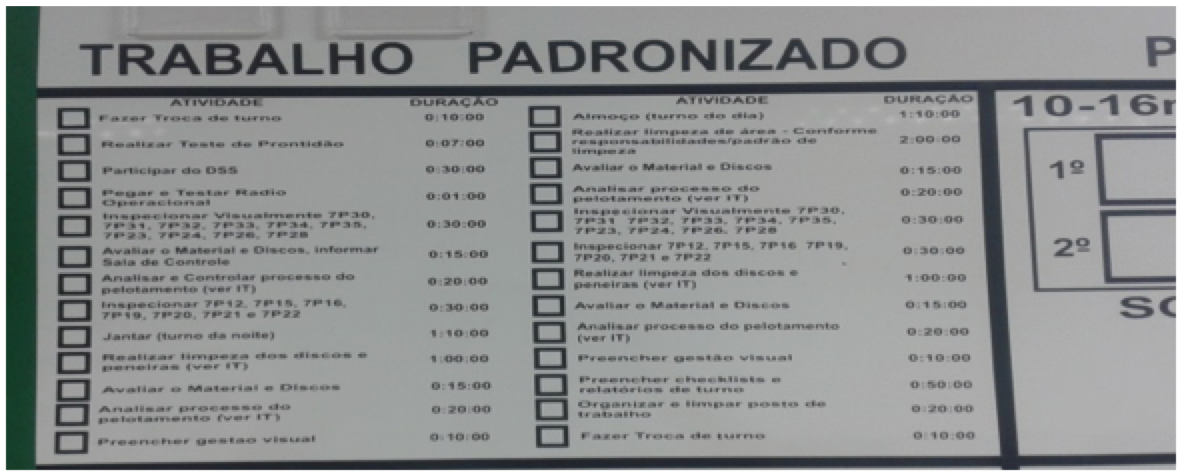 TRABALHO PADRONIZADO
P
ATIVIDADE DURAÇÃO
Fazer Troca de turno 0:10:00
Realizar Teste de Prontidão 0:07:00
Participar do DSS 0:30:00
Pegar e Testar Radio
Operacional 0:01:00
Inspecionar Visualmente 7P30,
7P31, 7P32, 7P33, 7P34, 7P35,
7P23, 7P24, 7P26, 7P28 0:30:00
Avaliar o Material e Discos, informar
Sala de Controle 0:15:00
Analisar e Controlar processo do
pelotamento (ver IT) 0:20:00
Inspecionar 7P12, 7P15, 7P16,
7P19, 7P20, 7P21 e 7P22 0:30:00
Jantar (turno da noite) 1:10:00
Realizar limpeza dos discos e
peneiras (ver IT) 1:00:00
Avaliar o Material e Discos 0:15:00
Analisar processo do
pelotamento (ver IT) 0:20:00
Preencher gestao visual 0:10:00
ATIVIDADE DURAÇÃO
Almoço (turno do dia) 1:10:00
Realizar limpeza de área - Conforme
responsabilidades/padrão de
limpeza 2:00:00
Avaliar o Material e Discos 0:15:00
Analisar processo do
pelotamento (ver IT) 0:20:00
Inspecionar Visualmente 7P30,
7P31 7P32, 7P33, 7P34, 7P35,
7P23, 7P24, 7P26. 7P28 0:30:00
Inspecionar 7P12, 7P15, 7P16 7P19,
7P20, 7P21 e 7P22 0:30:00
Realizar limpeza dos discos e
peneiras (ver IT) 1:00:00
Avaliar o Material e Discos 0:15:00
Analisar processo do pelotamento
(ver IT) 0:20:00
Preencher gestão visual 0:10:00
Preencher checklists e
relatórios de turno 0:50:00
Organizar e limpar posto de
trabalho 0:20:00
Fazer Troca de turno 0:10:00
10-16
1º
2º
SO